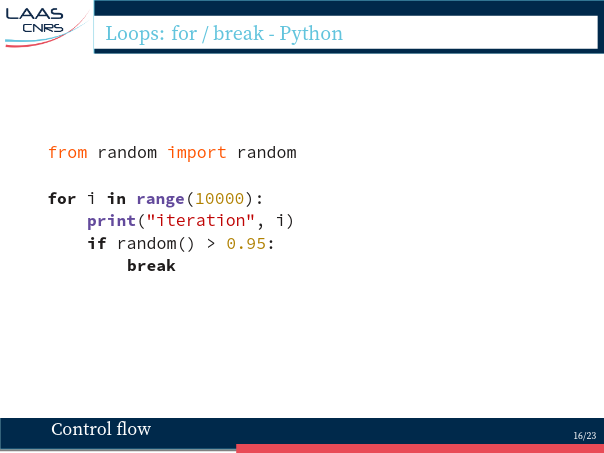 LAAS
CNRS
Loops: for / break - Python
from random import random
for i in range(10000):
    print("iteration", i)
    if random() > 0.95:
        break
Control flow
16/23